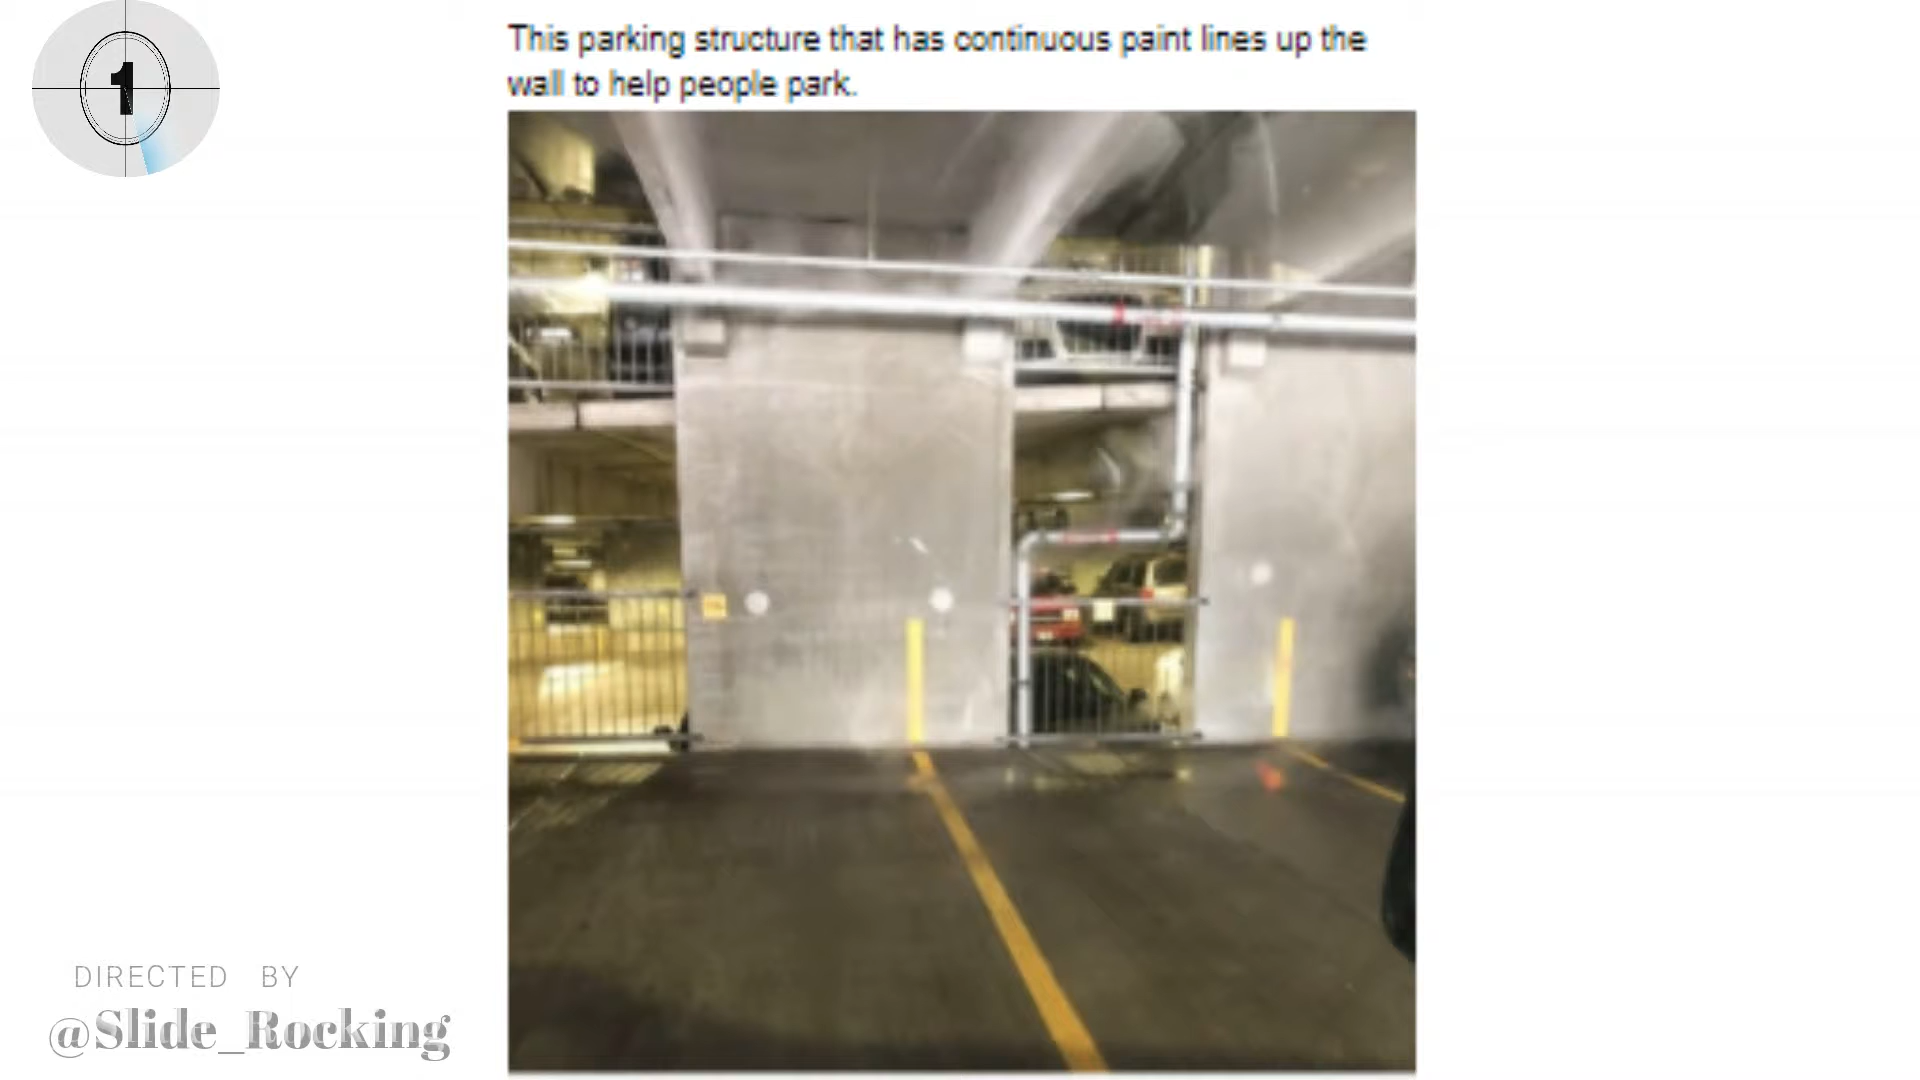 1
This parking structure that has continuous paint lines up the
wall to help people park.
DIRECTED BY
@Slide_Rocking